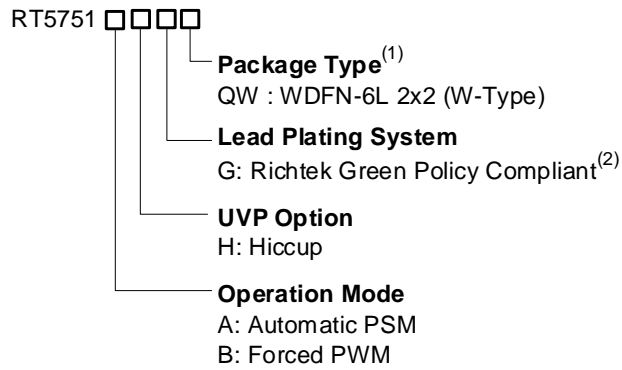 RT5751
Package Type(1)
QW : WDFN-6L 2x2 (W-Type)
Lead Plating System
G: Richtek Green Policy Compliant(2)
UVP Option
H: Hiccup
Operation Mode
A: Automatic PSM
B: Forced PWM